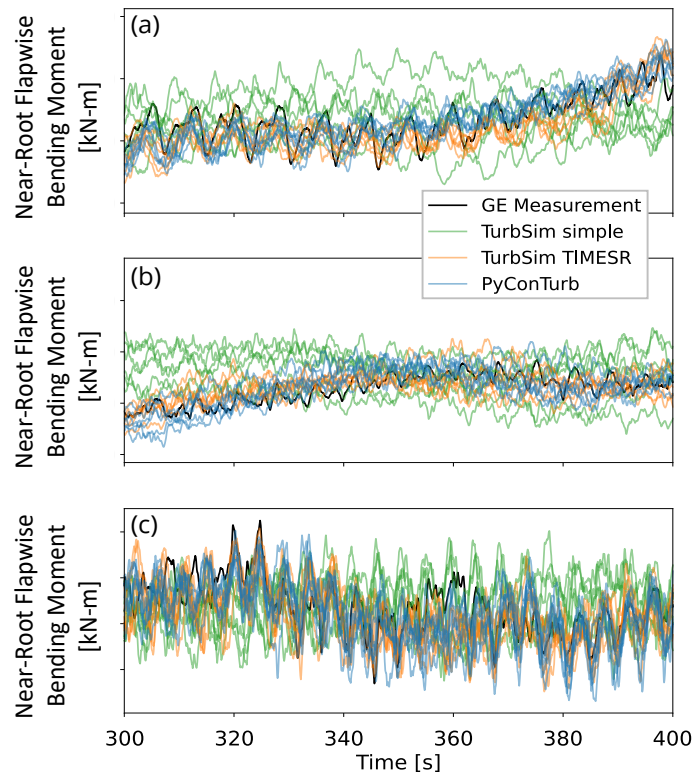 (a)
Near-Root Flapwise
Bending Moment
[kN-m]
GE Measurement
TurbSim simple
TurbSim TIMESR
PyConTurb
(b)
Near-Root Flapwise
Bending Moment
[kN-m]
(c)
Near-Root Flapwise
Bending Moment
[kN-m]
300 320 340 360 380 400
Time [s]